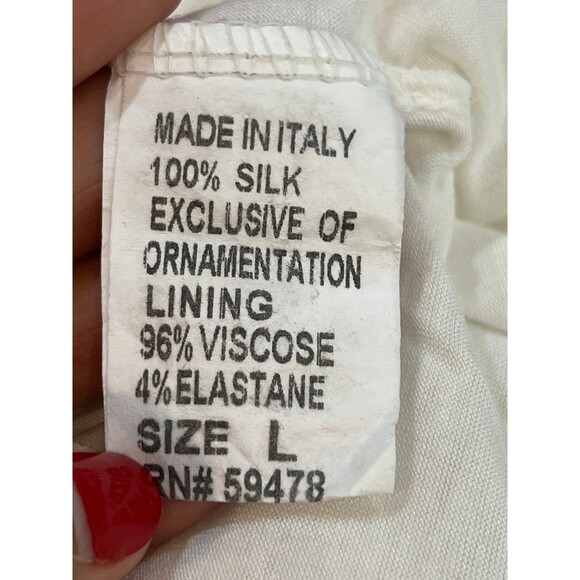 MADE IN ITALY
100% SILK
EXCLUSIVE OF
ORNAMENTATION
LINING
96% VISCOSE
4% ELASTANE
SIZE L
RN# 59478